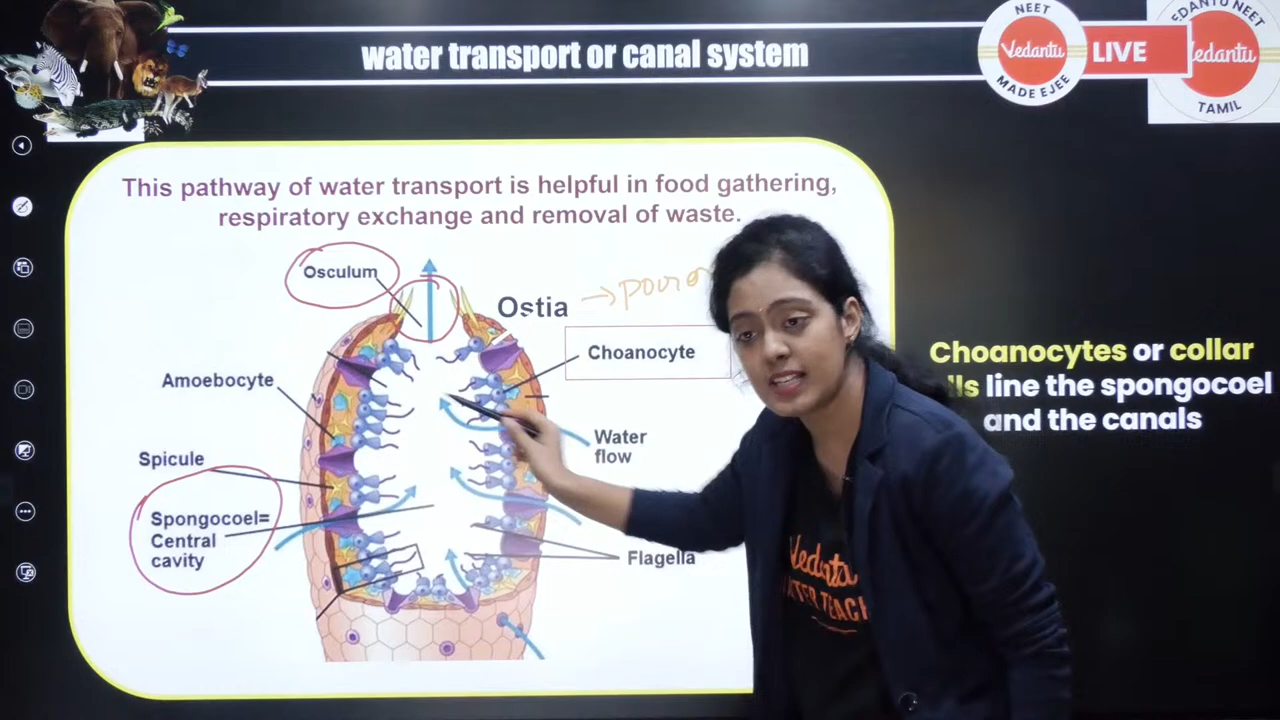 water transport or canal system
NEET
Vedantu
MADE EJEE
LIVE
VEDANTU NEET
Vedantu
TAMIL
This pathway of water transport is helpful in food gathering,
respiratory exchange and removal of waste.
Osculum
Ostia →
Choanocyte
Amoebocyte
Water
flow
Spicule
Spongocoel=
Central
cavity
Flagella
Choanocytes or collar
lls line the spongocoel
and the canals
Vedantu